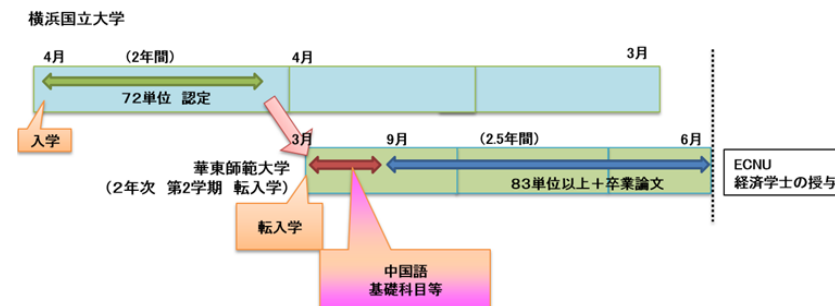 横浜国立大学
4月 （2年間） 4月 3月
72単位 認定
入学
3月 9月 （2.5年間） 6月
華東師範大学
（2年次 第2学期 転入学）
83単位以上＋卒業論文
ECNU
経済学士の授与
転入学
中国語
基礎科目等